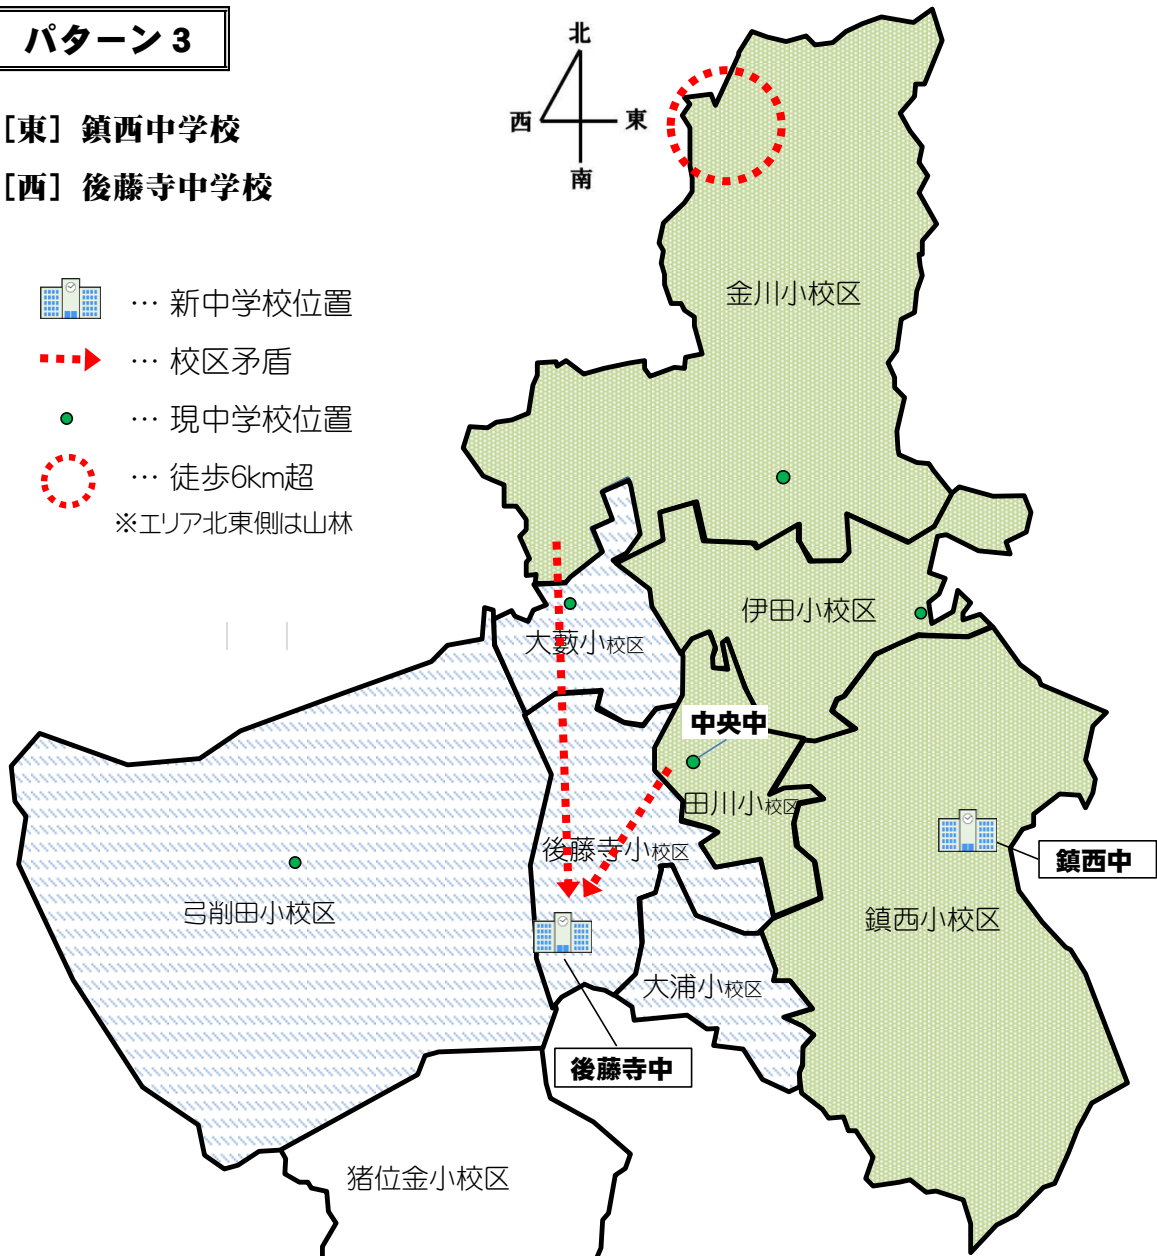 パターン３
北
西
東
南
［東］鎮西中学校
［西］後藤寺中学校
… 新中学校位置
… 校区矛盾
… 現中学校位置
… 徒歩6km超
※エリア北東側は山林
金川小校区
伊田小校区
大藪小校区
中央中
田川小校区
後藤寺小校区
鎮西中
弓削田小校区
鎮西小校区
大浦小校区
後藤寺中
猪位金小校区